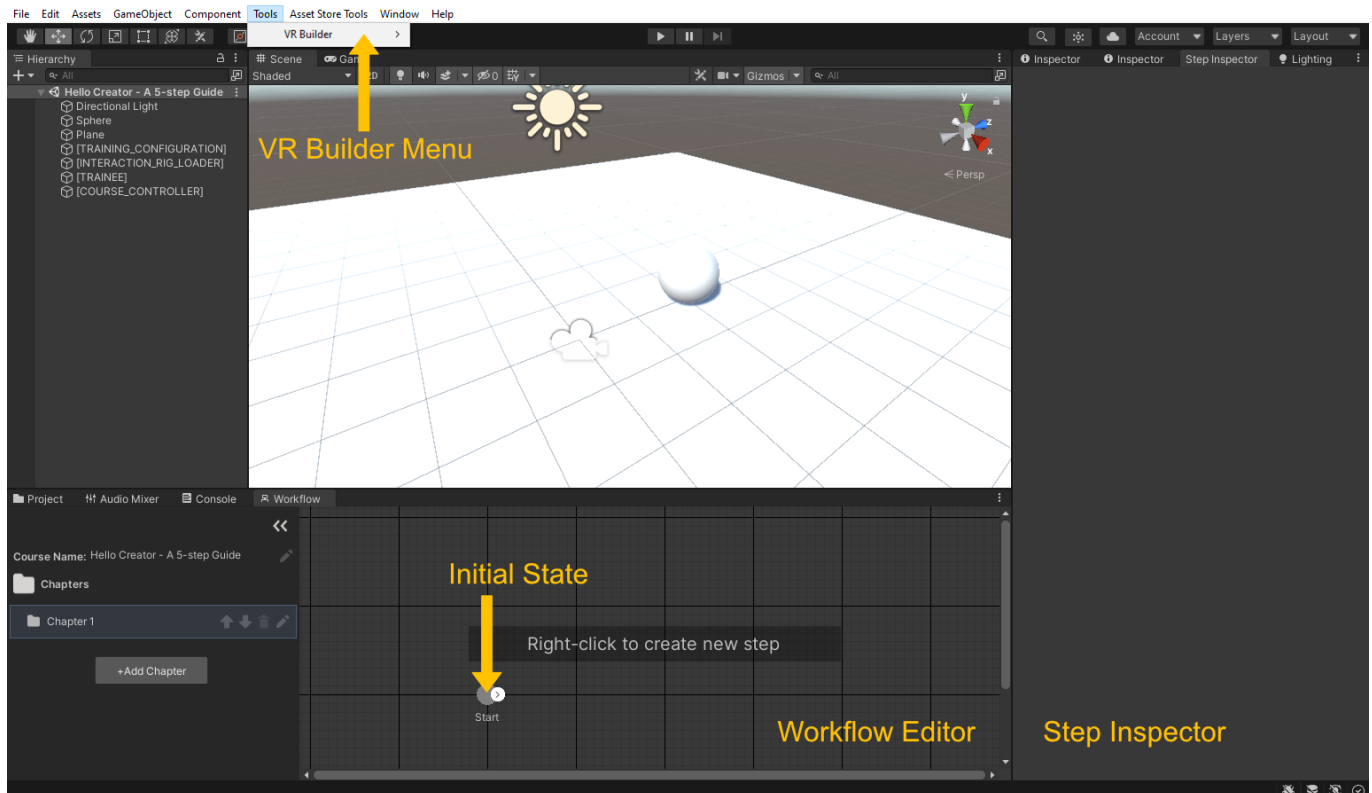 File Edit Assets GameObject Component Tools Asset Store Tools Window Help
VR Builder >
Account Layers Layout
Hierarchy
All
Hello Creator - A 5-step Guide
Directional Light
Sphere
Plane
[TRAINING_CONFIGURATION]
[INTERACTION_RIG_LOADER]
[TRAINEE]
[COURSE_CONTROLLER]
# Scene
Shaded 0 Gizmos All
VR Builder Menu
y
z
x
< Persp
Inspector Inspector Step Inspector Lighting
Project Audio Mixer Console Workflow
Course Name: Hello Creator - A 5-step Guide
Chapters
Chapter 1
+Add Chapter
Initial State
Right-click to create new step
Start
Workflow Editor
Step Inspector